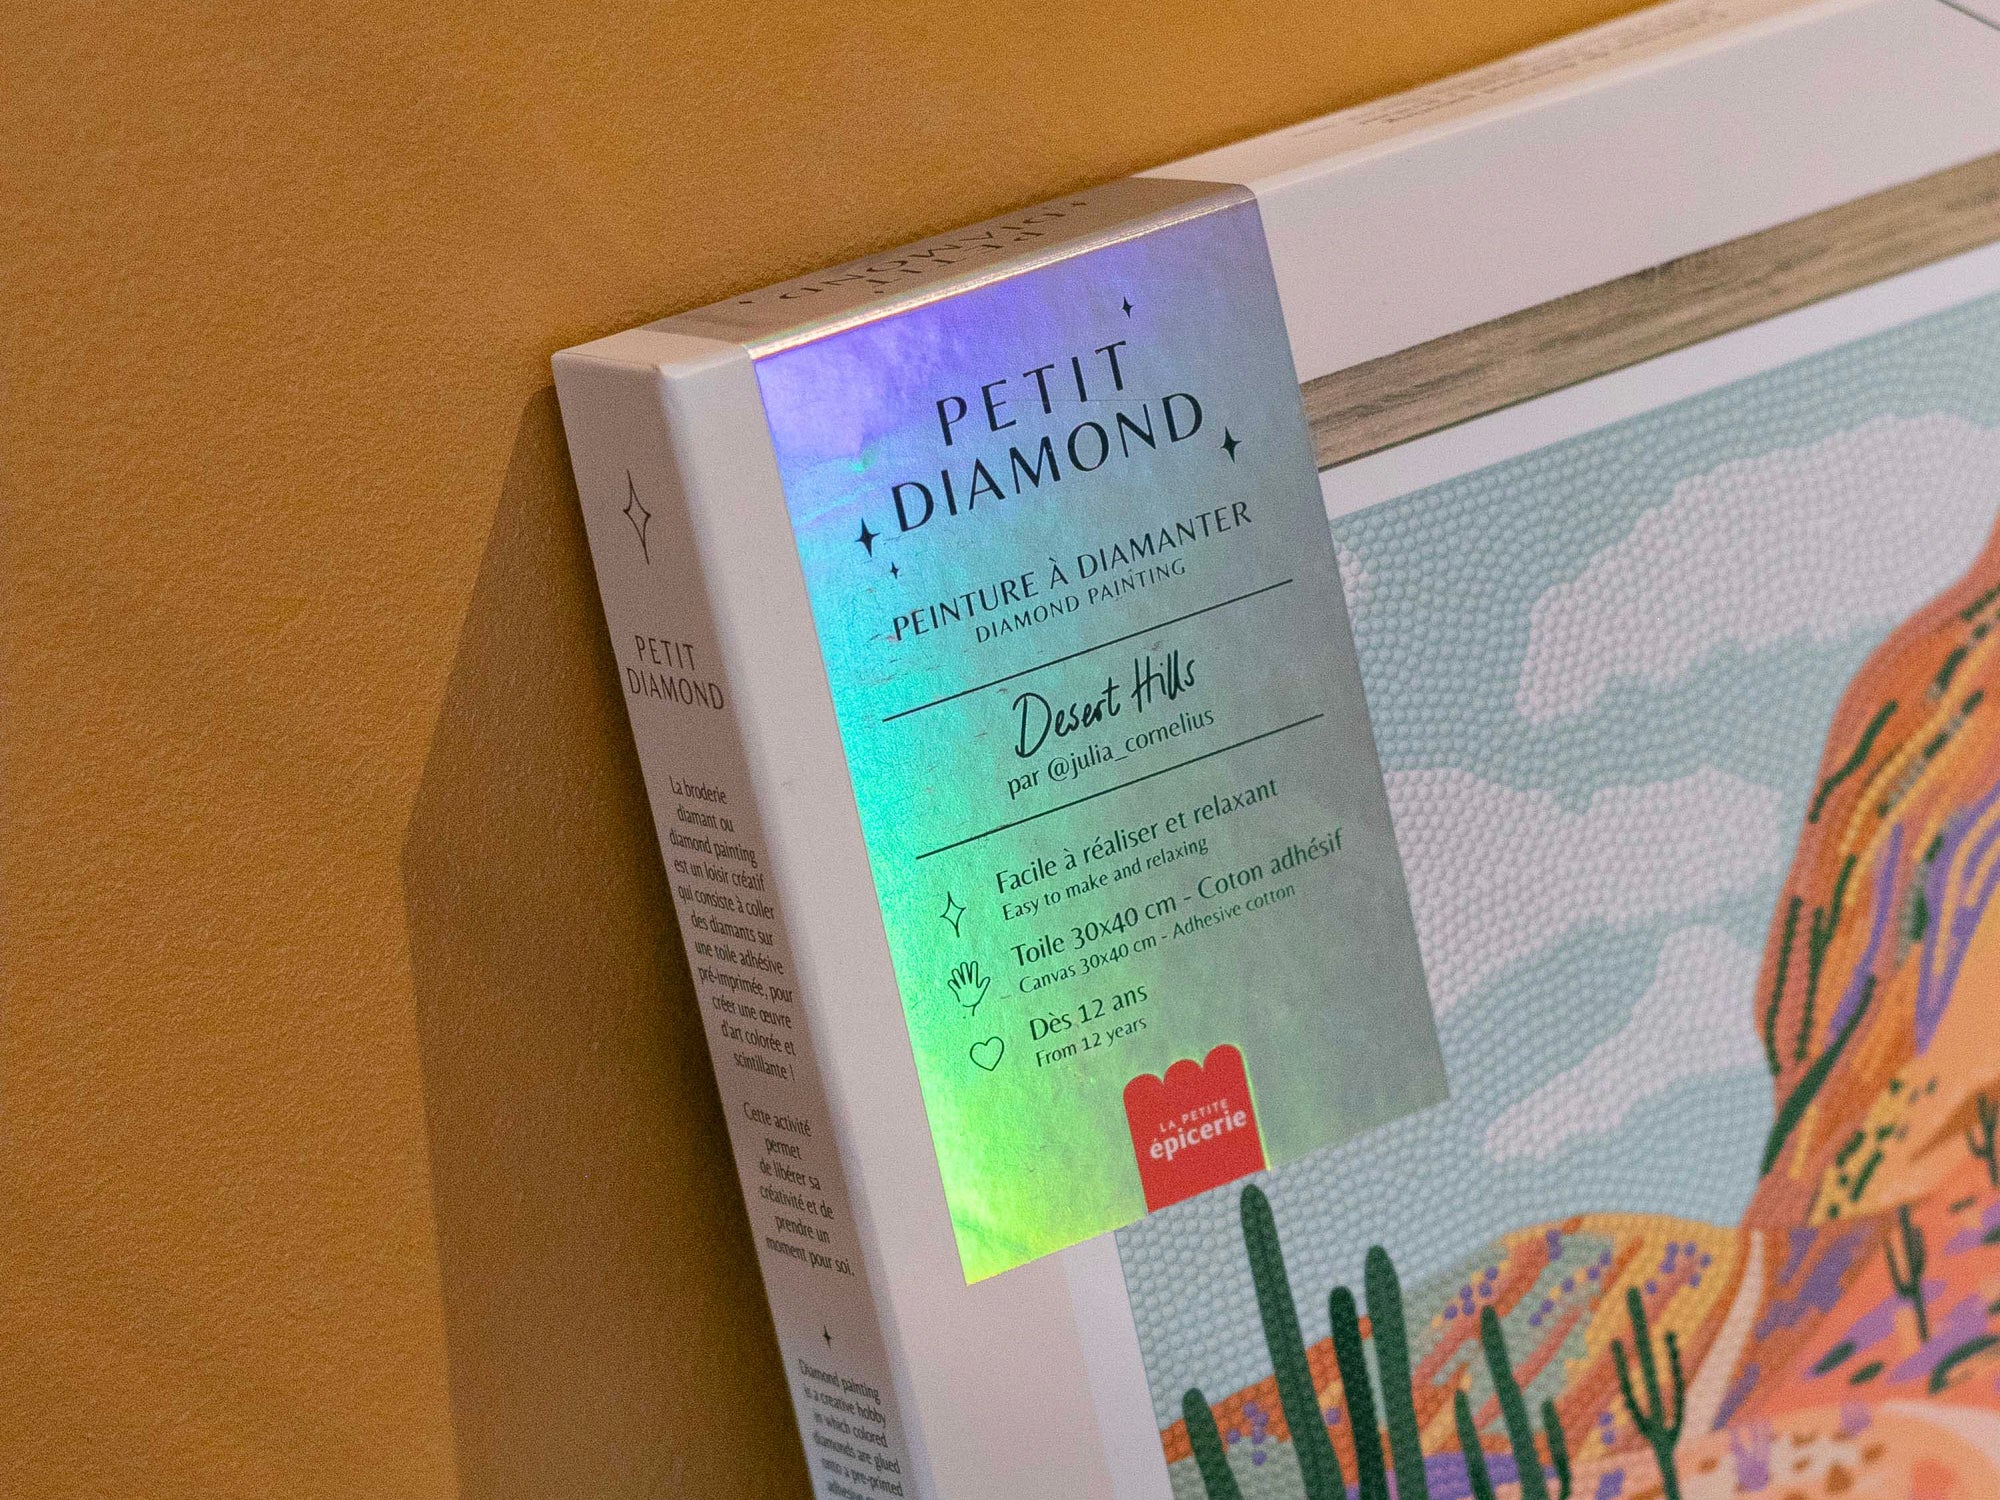 PETIT
DIAMOND
PETIT
DIAMOND
PEINTURE À DIAMANTER
DIAMOND PAINTING
Desert Hills
par @julia_cornelius
Facile à réaliser et relaxant
Easy to make and relaxing
Toile 30x40 cm - Coton adhésif
Canvas 30x40 cm - Adhesive cotton
Dès 12 ans
From 12 years
LA PETITE
épicerie
PETIT
DIAMOND
La broderie
diamant ou
diamond painting
est un loisir créatif
qui consiste à coller
des diamants sur
une toile adhésive
pré-imprimée, pour
créer une œuvre
d'art colorée et
scintillante !
Cette activité
permet
de libérer sa
créativité et de
prendre un
moment pour soi.
Diamond painting
is a creative hobby
in which colored
diamonds are glued
onto a pre-printed
adhesive